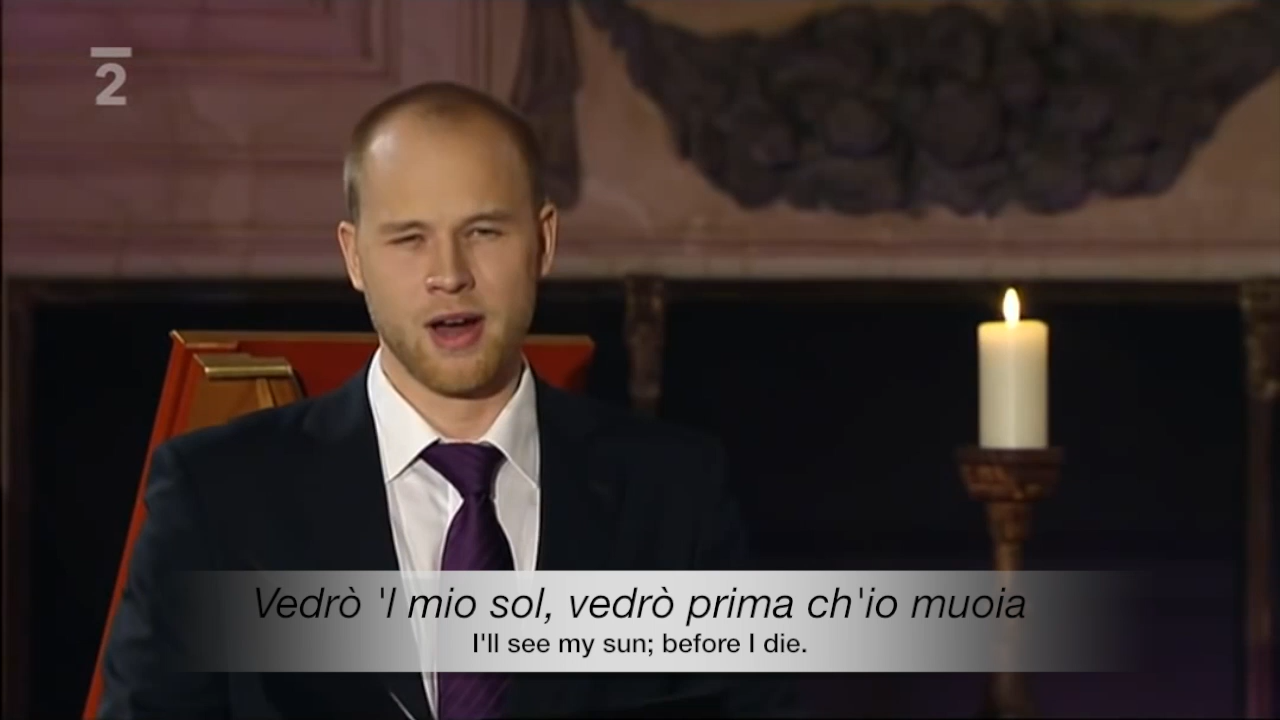 2
Vedrò 'l mio sol, vedrò prima ch'io muoia
I'll see my sun; before I die.